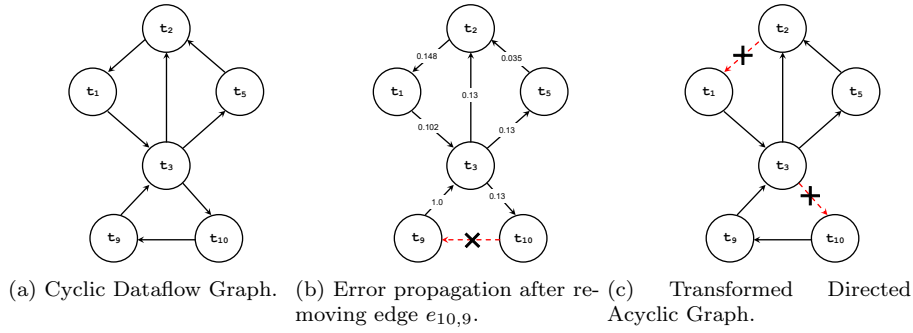 t₂
t₁
t₅
t₃
t₉
t₁₀
(a) Cyclic Dataflow Graph.
t₂
0.148
0.035
t₁
t₅
0.13
0.102
0.13
t₃
1.0
0.13
t₉
t₁₀
(b) Error propagation after re-
moving edge e₁₀,₉.
t₂
t₁
t₅
t₃
t₉
t₁₀
(c) Transformed Directed
Acyclic Graph.